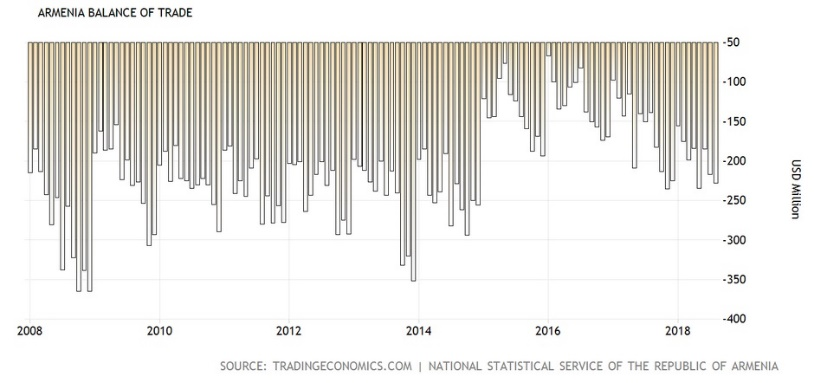 ARMENIA BALANCE OF TRADE
-50
-100
-150
-200
-250
-300
-350
-400
USD Million
2008 2010 2012 2014 2016 2018
SOURCE: TRADINGECONOMICS.COM | NATIONAL STATISTICAL SERVICE OF THE REPUBLIC OF ARMENIA